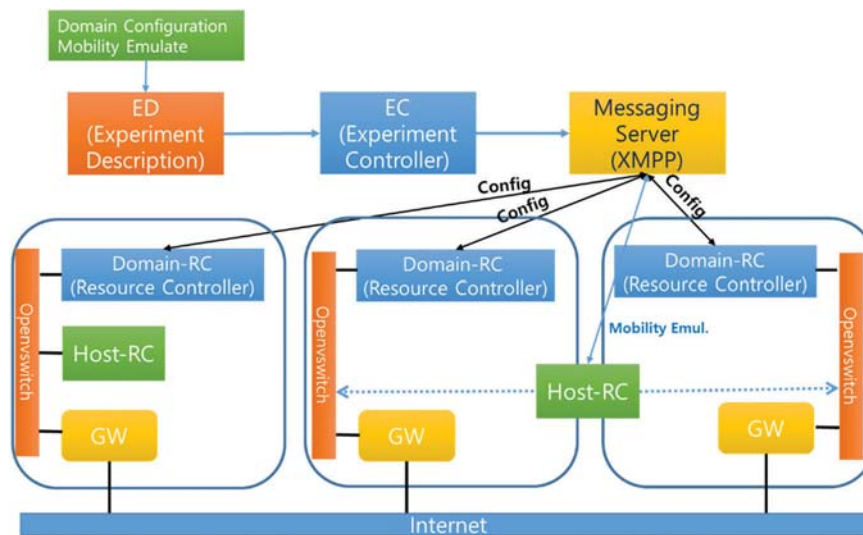 Domain Configuration
Mobility Emulate
ED
(Experiment
Description)
EC
(Experiment
Controller)
Messaging
Server
(XMPP)
Config
Config
Config
Openvswitch
Domain-RC
(Resource Controller)
Host-RC
GW
Openvswitch
Domain-RC
(Resource Controller)
GW
Mobility Emul.
Host-RC
Domain-RC
(Resource Controller)
Openvswitch
GW
Internet